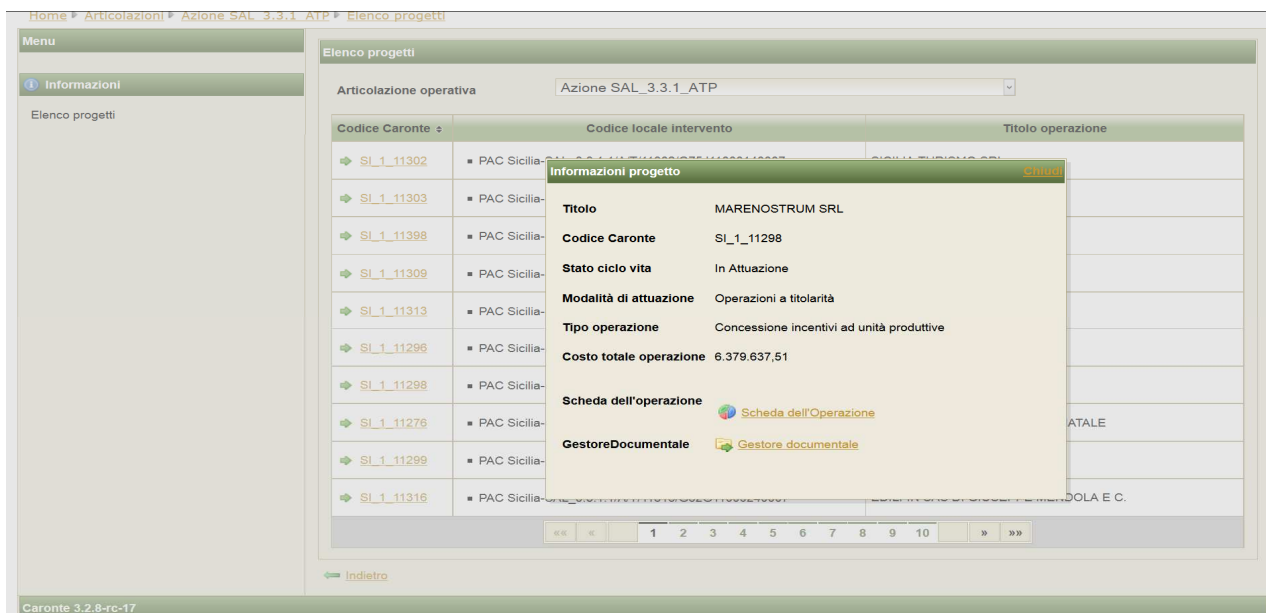 Home Articolazioni Azione SAL_3.3.1_ATP Elenco progetti
Menu
Informazioni
Elenco progetti
Elenco progetti
Articolazione operativa Azione SAL_3.3.1_ATP
Codice Caronte Codice locale intervento Titolo operazione
SI_1_11302 PAC Sicilia-
SI_1_11303 PAC Sicilia-
SI_1_11398 PAC Sicilia-
SI_1_11309 PAC Sicilia-
SI_1_11313 PAC Sicilia-
SI_1_11296 PAC Sicilia-
SI_1_11298 PAC Sicilia-
SI_1_11276 PAC Sicilia- ATALE
SI_1_11299 PAC Sicilia-
SI_1_11316 PAC Sicilia- DOLA E C.
Informazioni progetto Chiudi
Titolo MARENOSTRUM SRL
Codice Caronte SI_1_11298
Stato ciclo vita In Attuazione
Modalità di attuazione Operazioni a titolarità
Tipo operazione Concessione incentivi ad unità produttive
Costo totale operazione 6.379.637,51
Scheda dell'operazione Scheda dell'Operazione
GestoreDocumentale Gestore documentale
«« « 1 2 3 4 5 6 7 8 9 10 » »»
Indietro
Caronte 3.2.8-rc-17